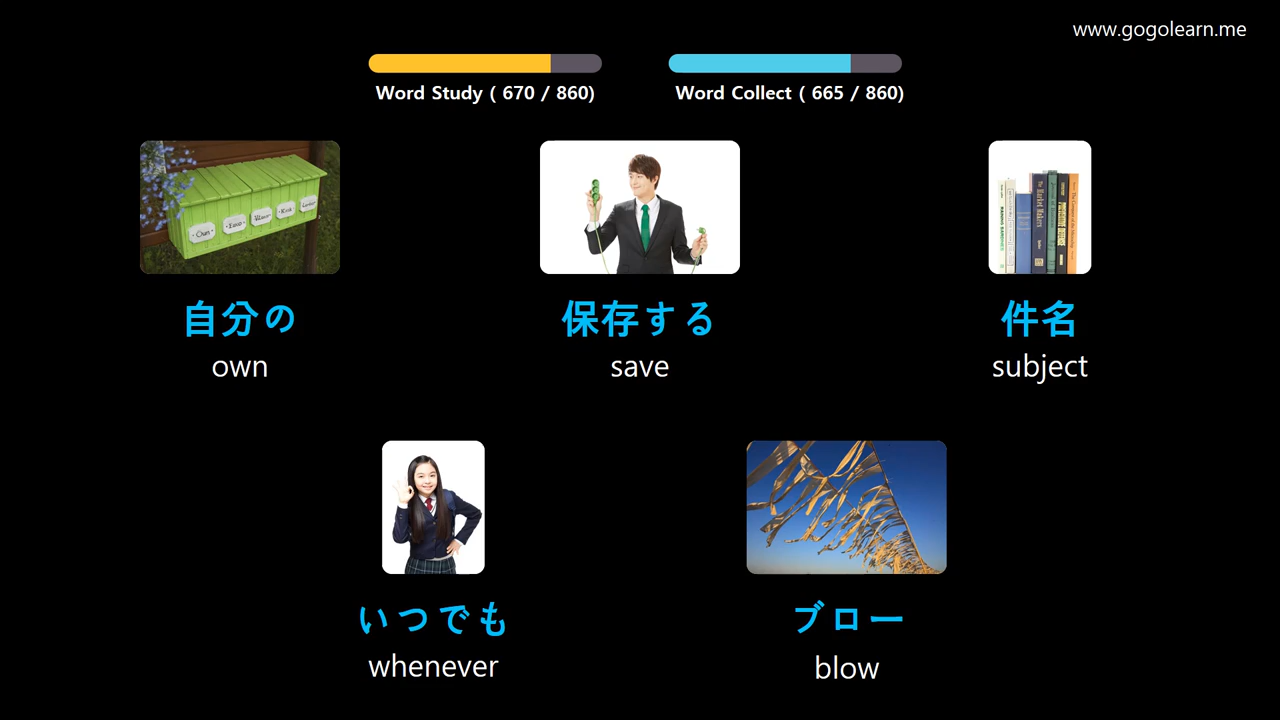 www.gogolearn.me
Word Study ( 670 / 860)
Word Collect ( 665 / 860)
自分の
own
保存する
save
件名
subject
いつでも
whenever
ブロー
blow